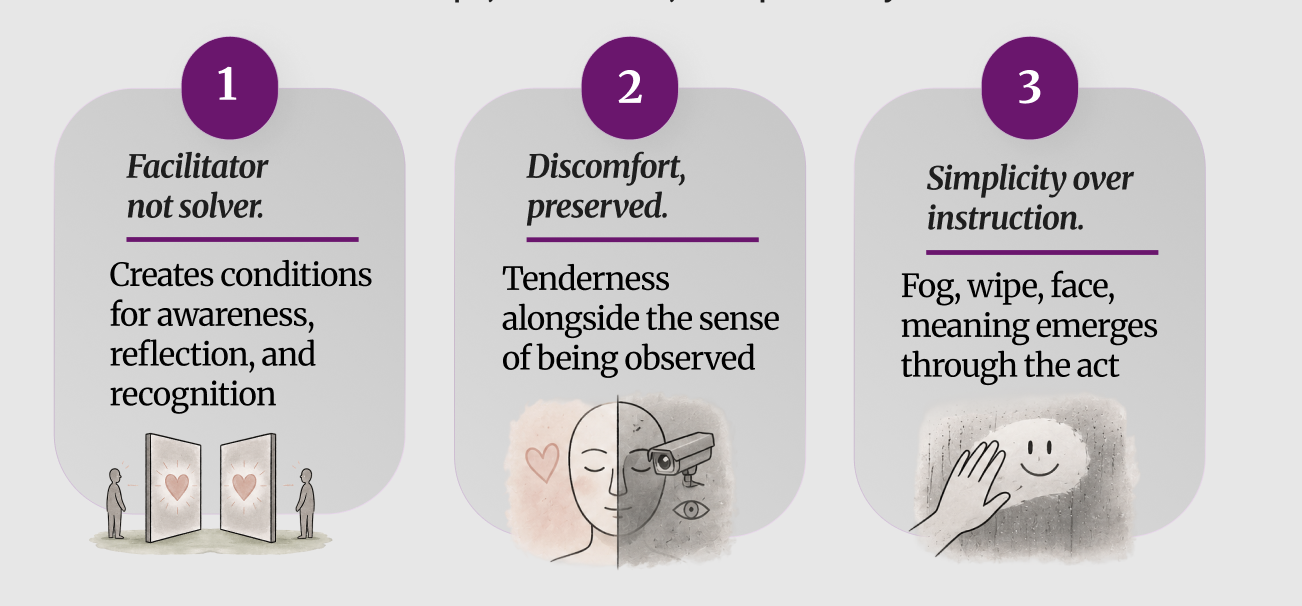 1
Facilitator
not solver.
Creates conditions
for awareness,
reflection, and
recognition
2
Discomfort,
preserved.
Tenderness
alongside the sense
of being observed
3
Simplicity over
instruction.
Fog, wipe, face,
meaning emerges
through the act